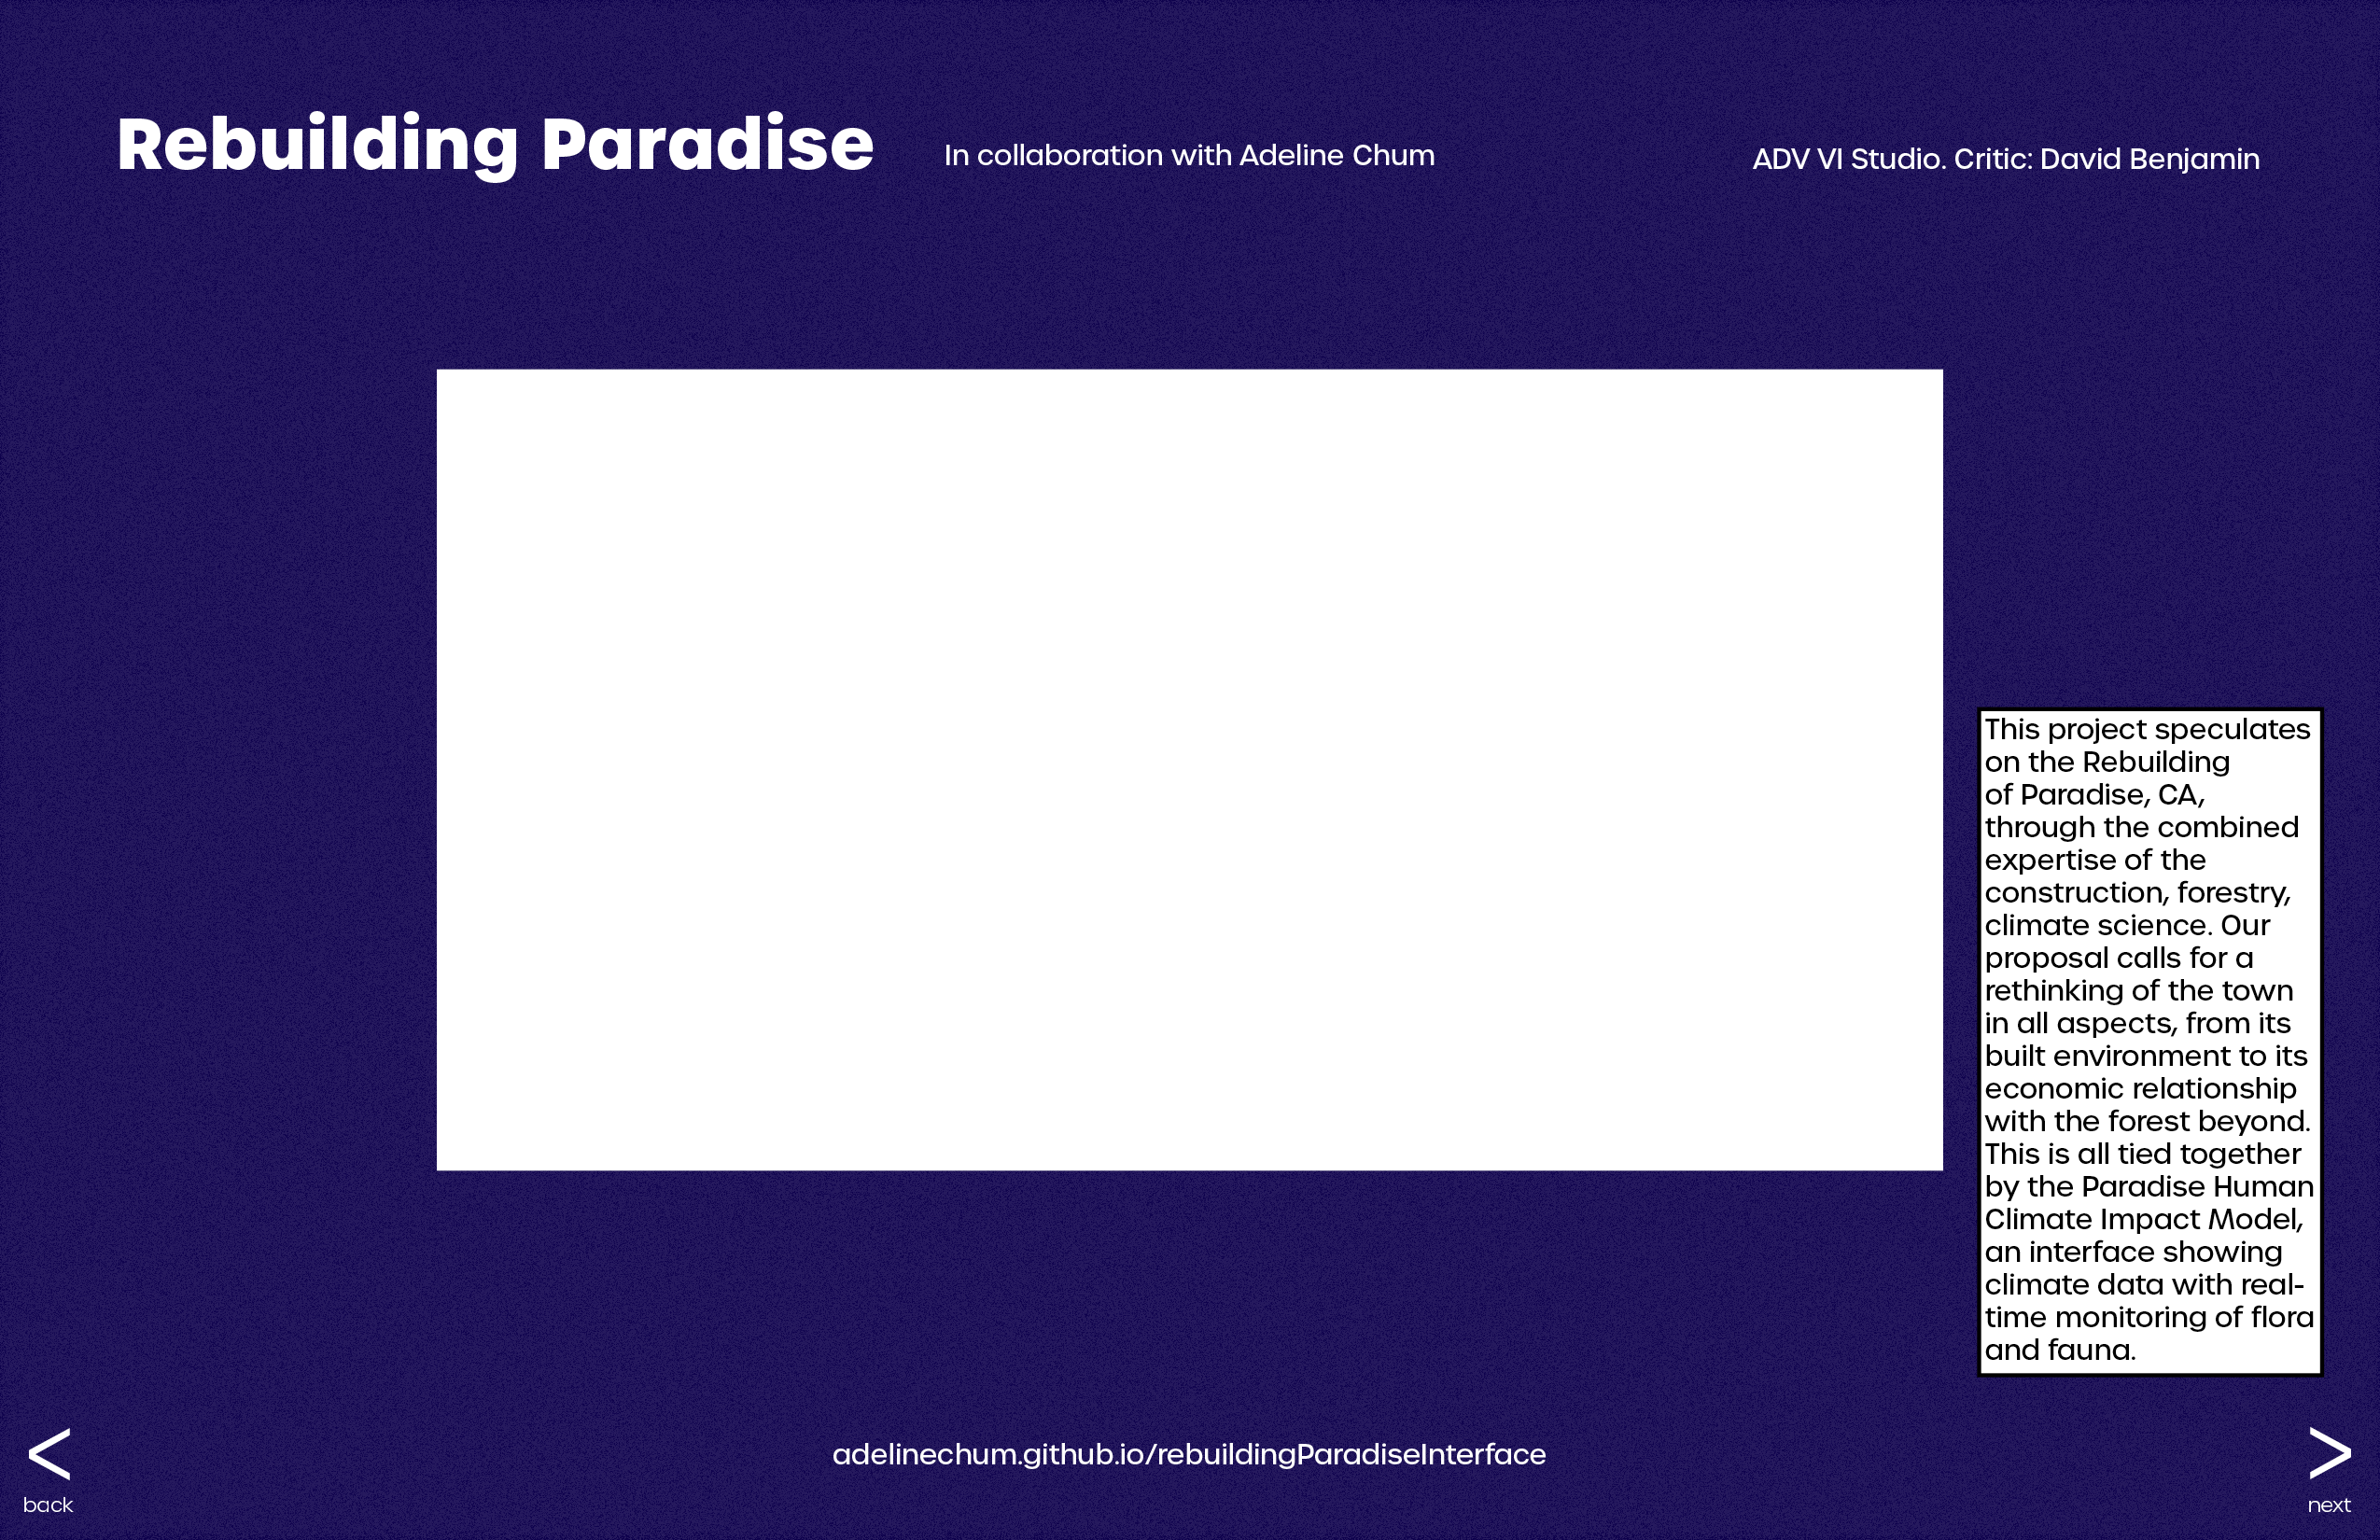 Rebuilding Paradise
In collaboration with Adeline Chum
ADV VI Studio. Critic: David Benjamin
This project speculates
on the Rebuilding
of Paradise, CA,
through the combined
expertise of the
construction, forestry,
climate science. Our
proposal calls for a
rethinking of the town
in all aspects, from its
built environment to its
economic relationship
with the forest beyond.
This is all tied together
by the Paradise Human
Climate Impact Model,
an interface showing
climate data with real-
time monitoring of flora
and fauna.
<
back
adelinechum.github.io/rebuildingParadiseInterface
>
next